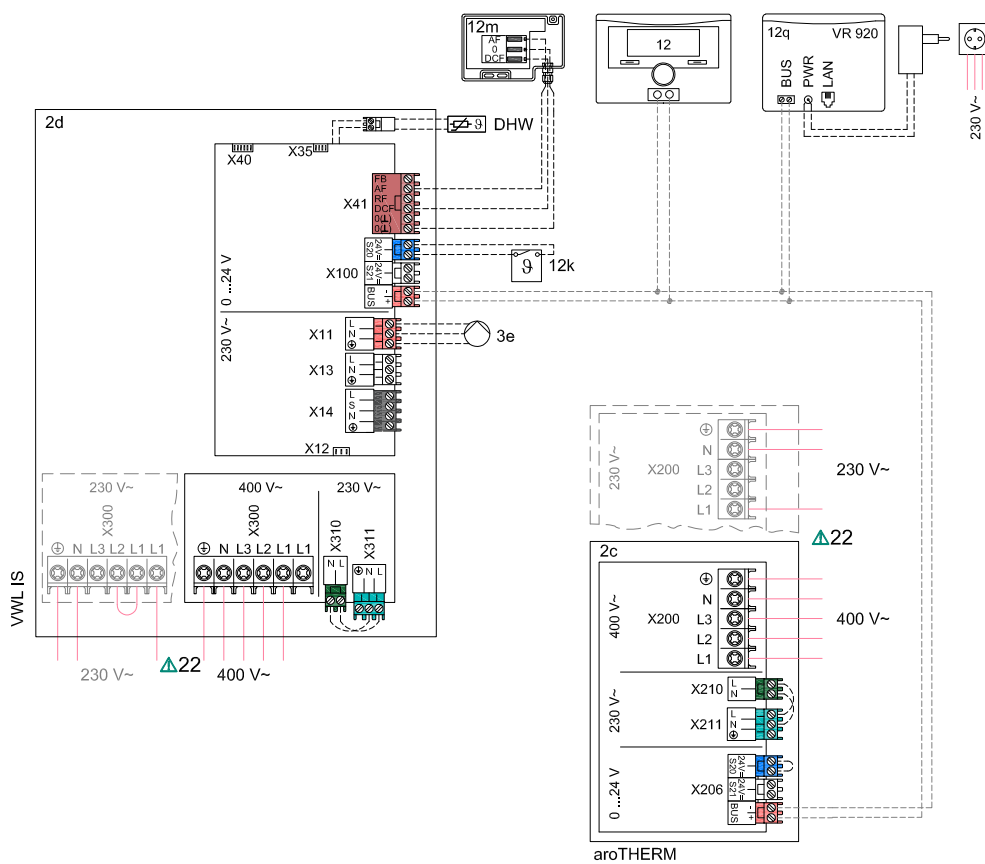 12m
AF
0
DCF
12
12q
VR 920
BUS
PWR
LAN
230 V~
2d
DHW
X40
X35
X41
FB
AF
RF
DCF
0(L)
0(L)
X100
S20
24V=
S21
24V=
BUS
-
+
12k
0 ...24 V
230 V~
X11
L
N
3e
X13
L
N
X14
L
S
N
X12
230 V~
X300
N L3 L2 L1 L1
400 V~
X300
N L3 L2 L1 L1
230 V~
X310
N L
X311
N L
VWL IS
230 V~
22
400 V~
230 V~
X200
N
L3
L2
L1
230 V~
22
2c
400 V~
X200
N
L3
L2
L1
400 V~
230 V~
X210
L
N
X211
L
N
0 ...24 V
X206
S20
24V=
S21
24V=
BUS
-
+
aroTHERM